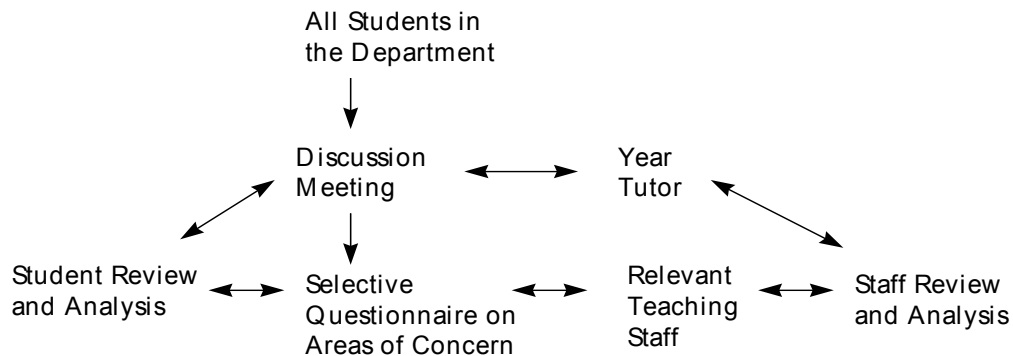 All Students in
the Department
Discussion
Meeting
Year
Tutor
Student Review
and Analysis
Selective
Questionnaire on
Areas of Concern
Relevant
Teaching
Staff
Staff Review
and Analysis